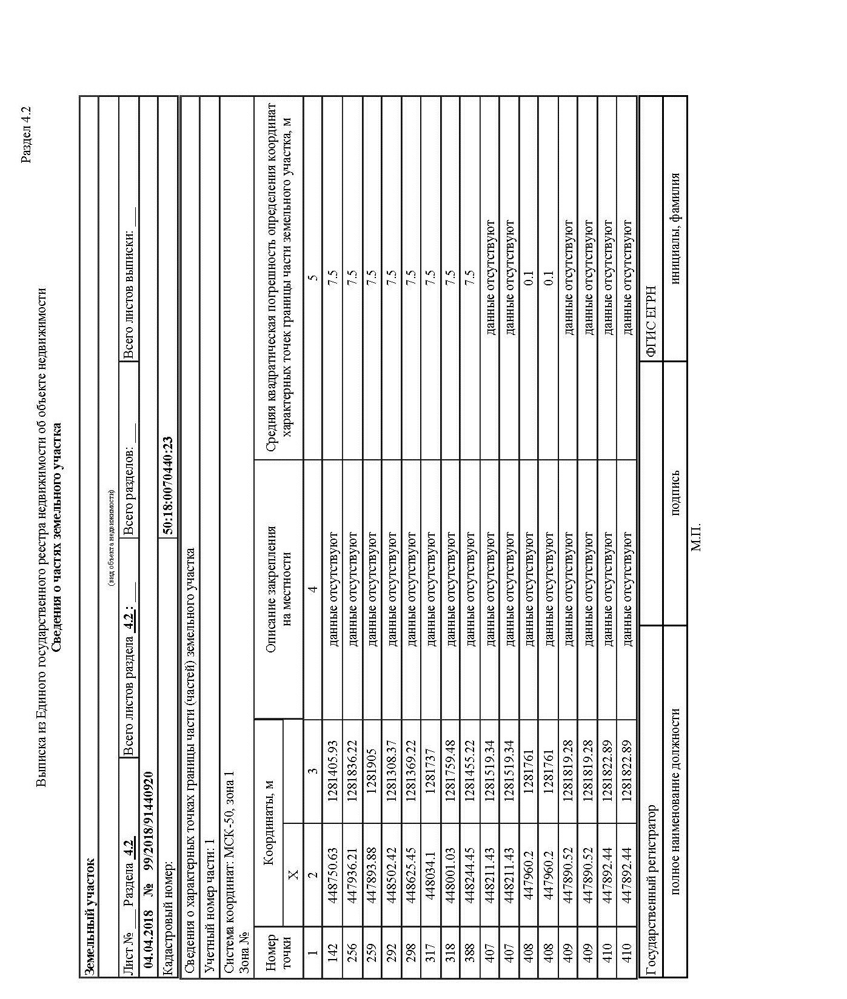 Раздел 4.2
Выписка из Единого государственного реестра недвижимости об объекте недвижимости
Сведения о частях земельного участка
Земельный участок
(вид объекта недвижимости)
Лист № ___ Раздела 4.2 Всего листов раздела 4.2 : ___ Всего разделов: ___ Всего листов выписки: ___
04.04.2018 № 99/2018/91440920
Кадастровый номер: 50:18:0070440:23
Сведения о характерных точках границы части (частей) земельного участка
Учетный номер части: 1
Система координат: МСК-50, зона 1
Зона №
Номер точки Координаты, м Описание закрепления на местности Средняя квадратическая погрешность определения координат характерных точек границы части земельного участка, м
X
1 2 3 4 5
142 448750.63 1281405.93 данные отсутствуют 7.5
256 447936.21 1281836.22 данные отсутствуют 7.5
259 447893.88 1281905 данные отсутствуют 7.5
292 448502.42 1281308.37 данные отсутствуют 7.5
298 448625.45 1281369.22 данные отсутствуют 7.5
317 448034.1 1281737 данные отсутствуют 7.5
318 448001.03 1281759.48 данные отсутствуют 7.5
388 448244.45 1281455.22 данные отсутствуют 7.5
407 448211.43 1281519.34 данные отсутствуют данные отсутствуют
407 448211.43 1281519.34 данные отсутствуют данные отсутствуют
408 447960.2 1281761 данные отсутствуют 0.1
408 447960.2 1281761 данные отсутствуют 0.1
409 447890.52 1281819.28 данные отсутствуют данные отсутствуют
409 447890.52 1281819.28 данные отсутствуют данные отсутствуют
410 447892.44 1281822.89 данные отсутствуют данные отсутствуют
410 447892.44 1281822.89 данные отсутствуют данные отсутствуют
Государственный регистратор ФГИС ЕГРН
полное наименование должности подпись инициалы, фамилия
М.П.